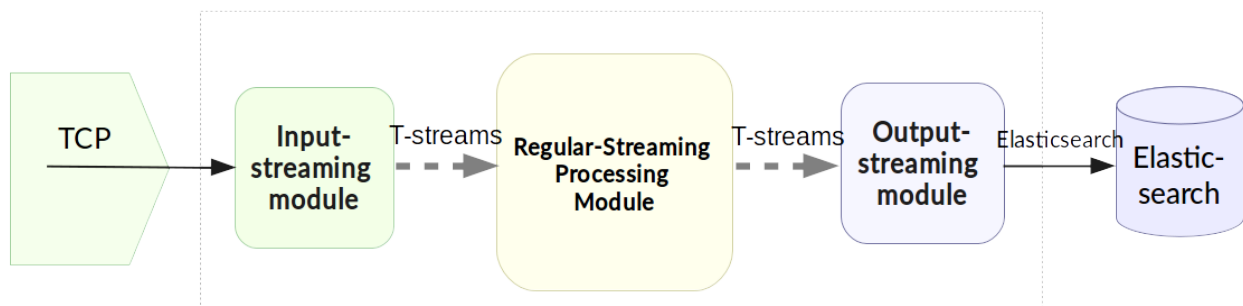 TCP
Input-
streaming
module
T-streams
Regular-Streaming
Processing
Module
T-streams
Output-
streaming
module
Elasticsearch
Elastic-
search